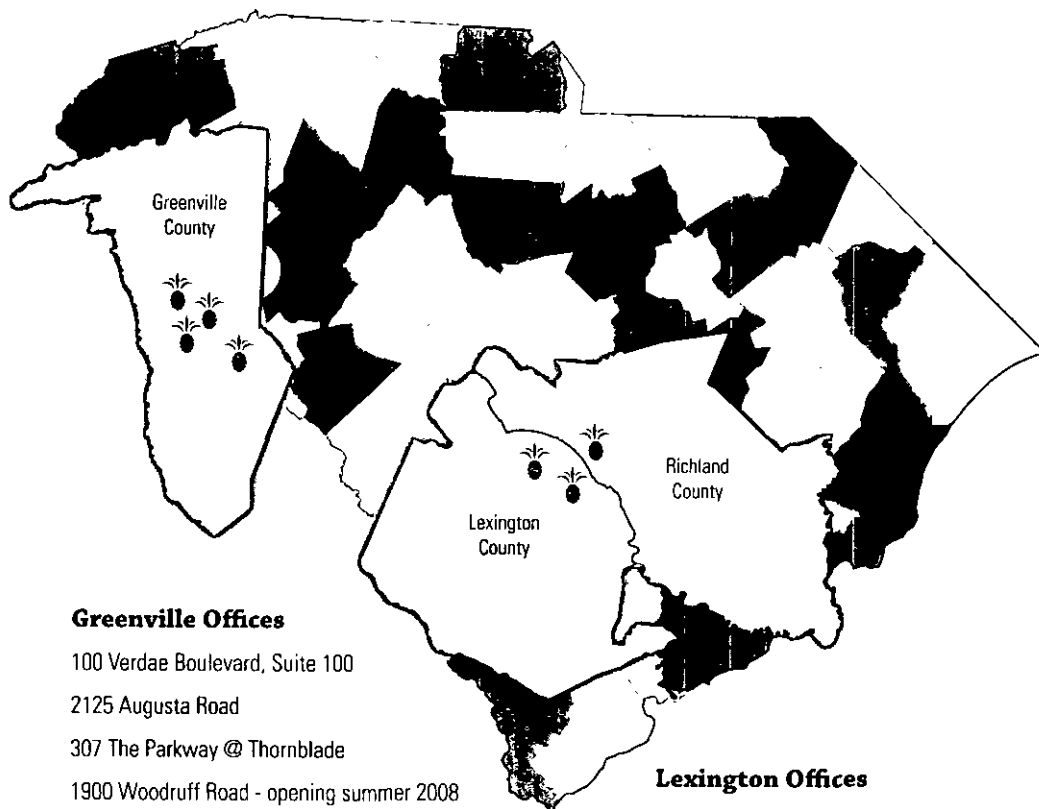 Greenville
County
Richland
County
Lexington
County
Greenville Offices
100 Verdae Boulevard, Suite 100
2125 Augusta Road
307 The Parkway @ Thornblade
1900 Woodruff Road - opening summer 2008
Lexington Offices